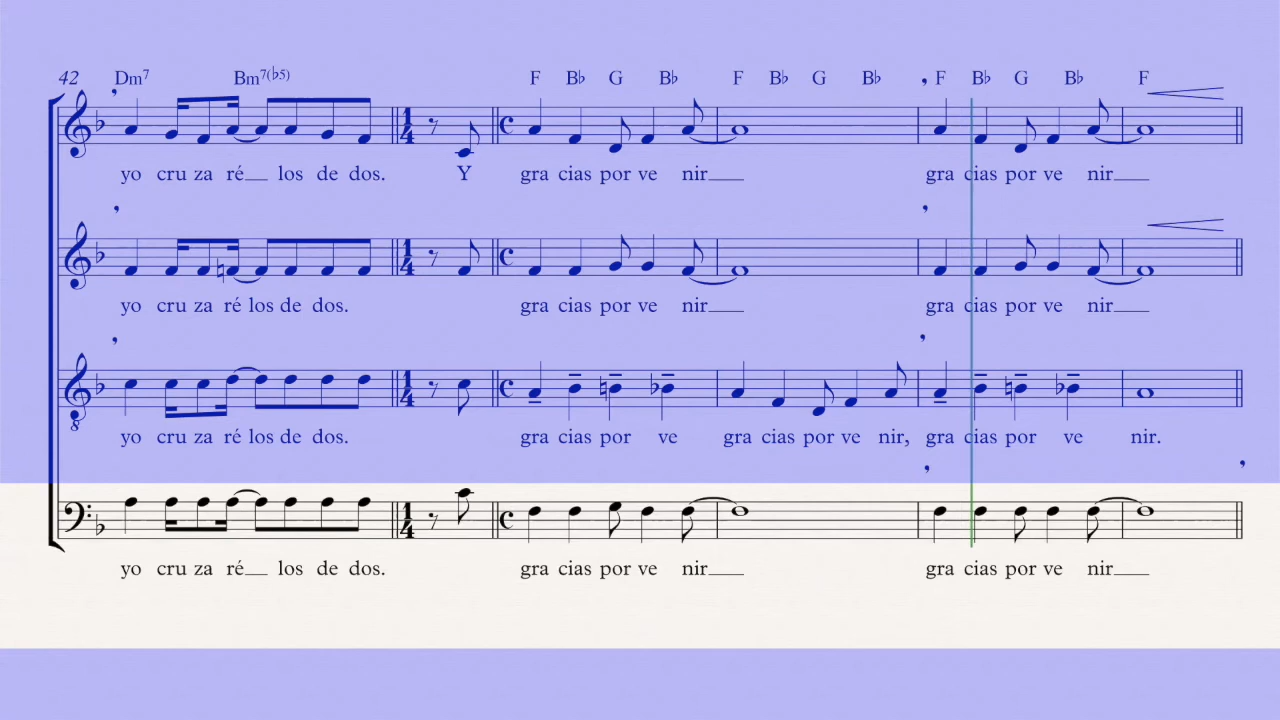 42 Dm7 Bm7(♭5) F B♭ G B♭ F B♭ G B♭ F B♭ G B♭ F
yo cru za ré los de dos. Y gra cias por ve nir gra cias por ve nir
yo cru za ré los de dos. gra cias por ve nir gra cias por ve nir
8
yo cru za ré los de dos. gra cias por ve gra cias por ve nir, gra cias por ve nir.
yo cru za ré los de dos. gra cias por ve nir gra cias por ve nir